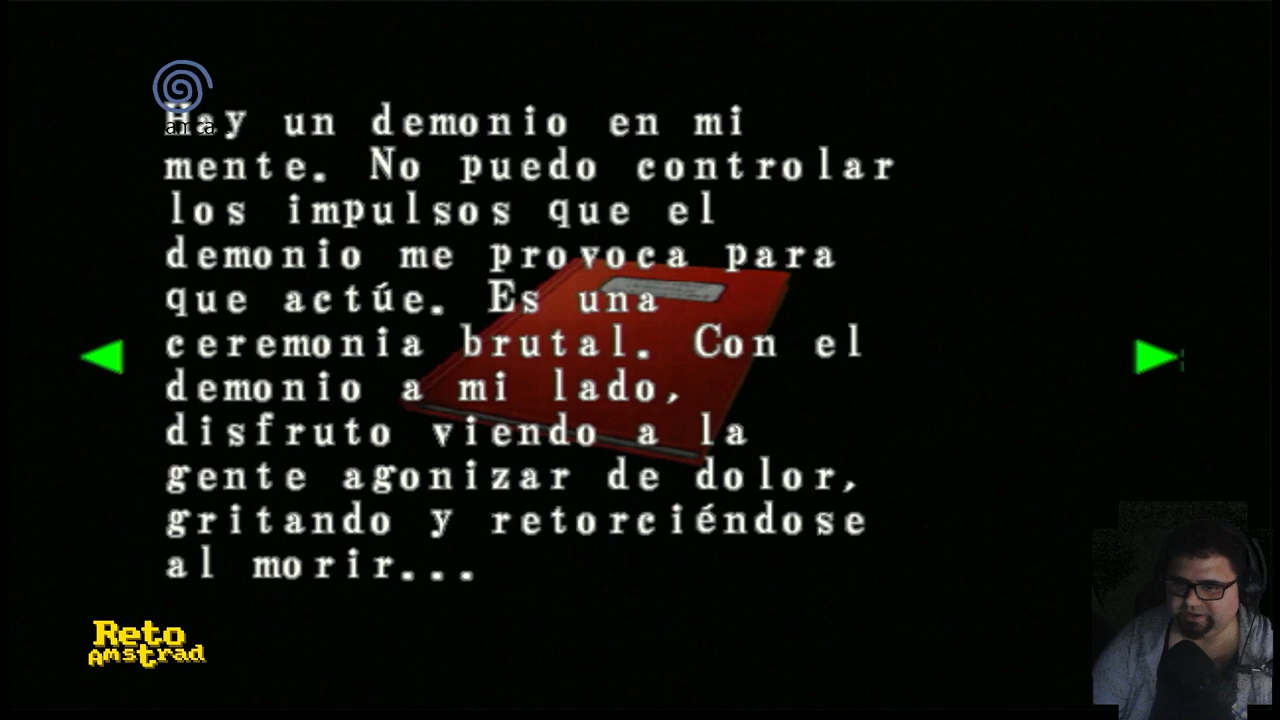 Hay un demonio en mi
mente. No puedo controlar
los impulsos que el
demonio me provoca para
que actúe. Es una
ceremonia brutal. Con el
demonio a mi lado,
disfruto viendo a la
gente agonizar de dolor,
gritando y retorciéndose
al morir...
Reto
Amstrad